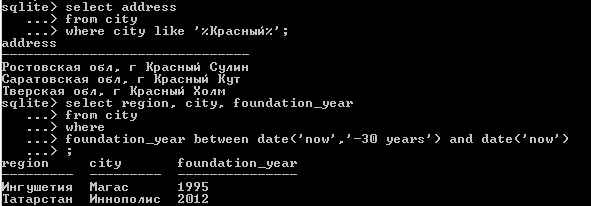 sqlite> select address
   ...> from city
   ...> where city like '%Красный%';
address
-------------------------------
Ростовская обл, г Красный Сулин
Саратовская обл, г Красный Кут
Тверская обл, г Красный Холм
sqlite> select region, city, foundation_year
   ...> from city
   ...> where
   ...> foundation_year between date('now','-30 years') and date('now')
   ...> ;
region     city       foundation_year
---------  ---------  ---------------
Ингушетия  Магас      1995
Татарстан  Иннополис  2012